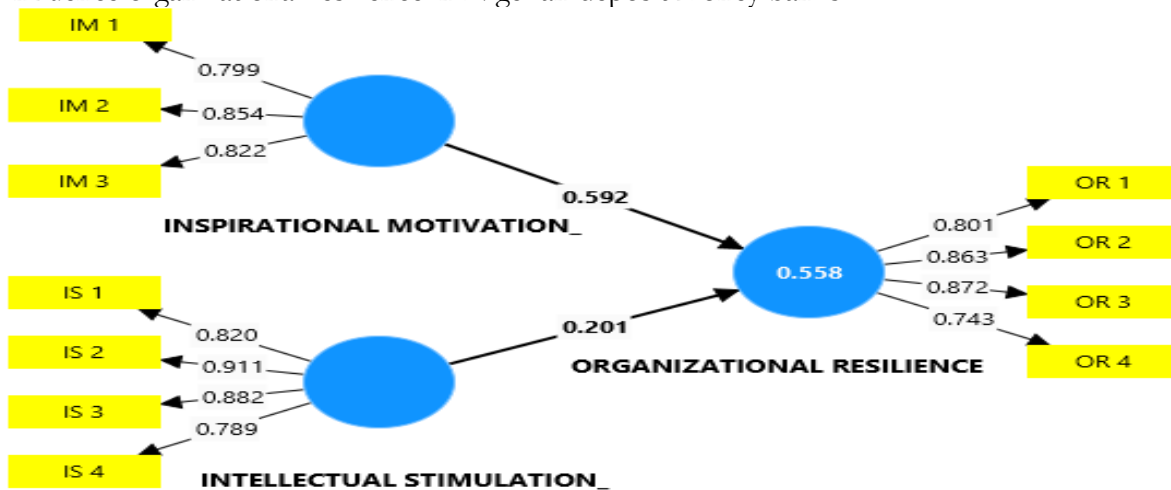 IM 1
0.799
IM 2
0.854
0.822
IM 3
0.592
INSPIRATIONAL MOTIVATION_
OR 1
0.801
OR 2
0.863
0.558
0.872
OR 3
0.743
OR 4
IS 1
0.820
IS 2
0.911
0.882
IS 3
0.789
IS 4
0.201
ORGANIZATIONAL RESILIENCE
INTELLECTUAL STIMULATION_